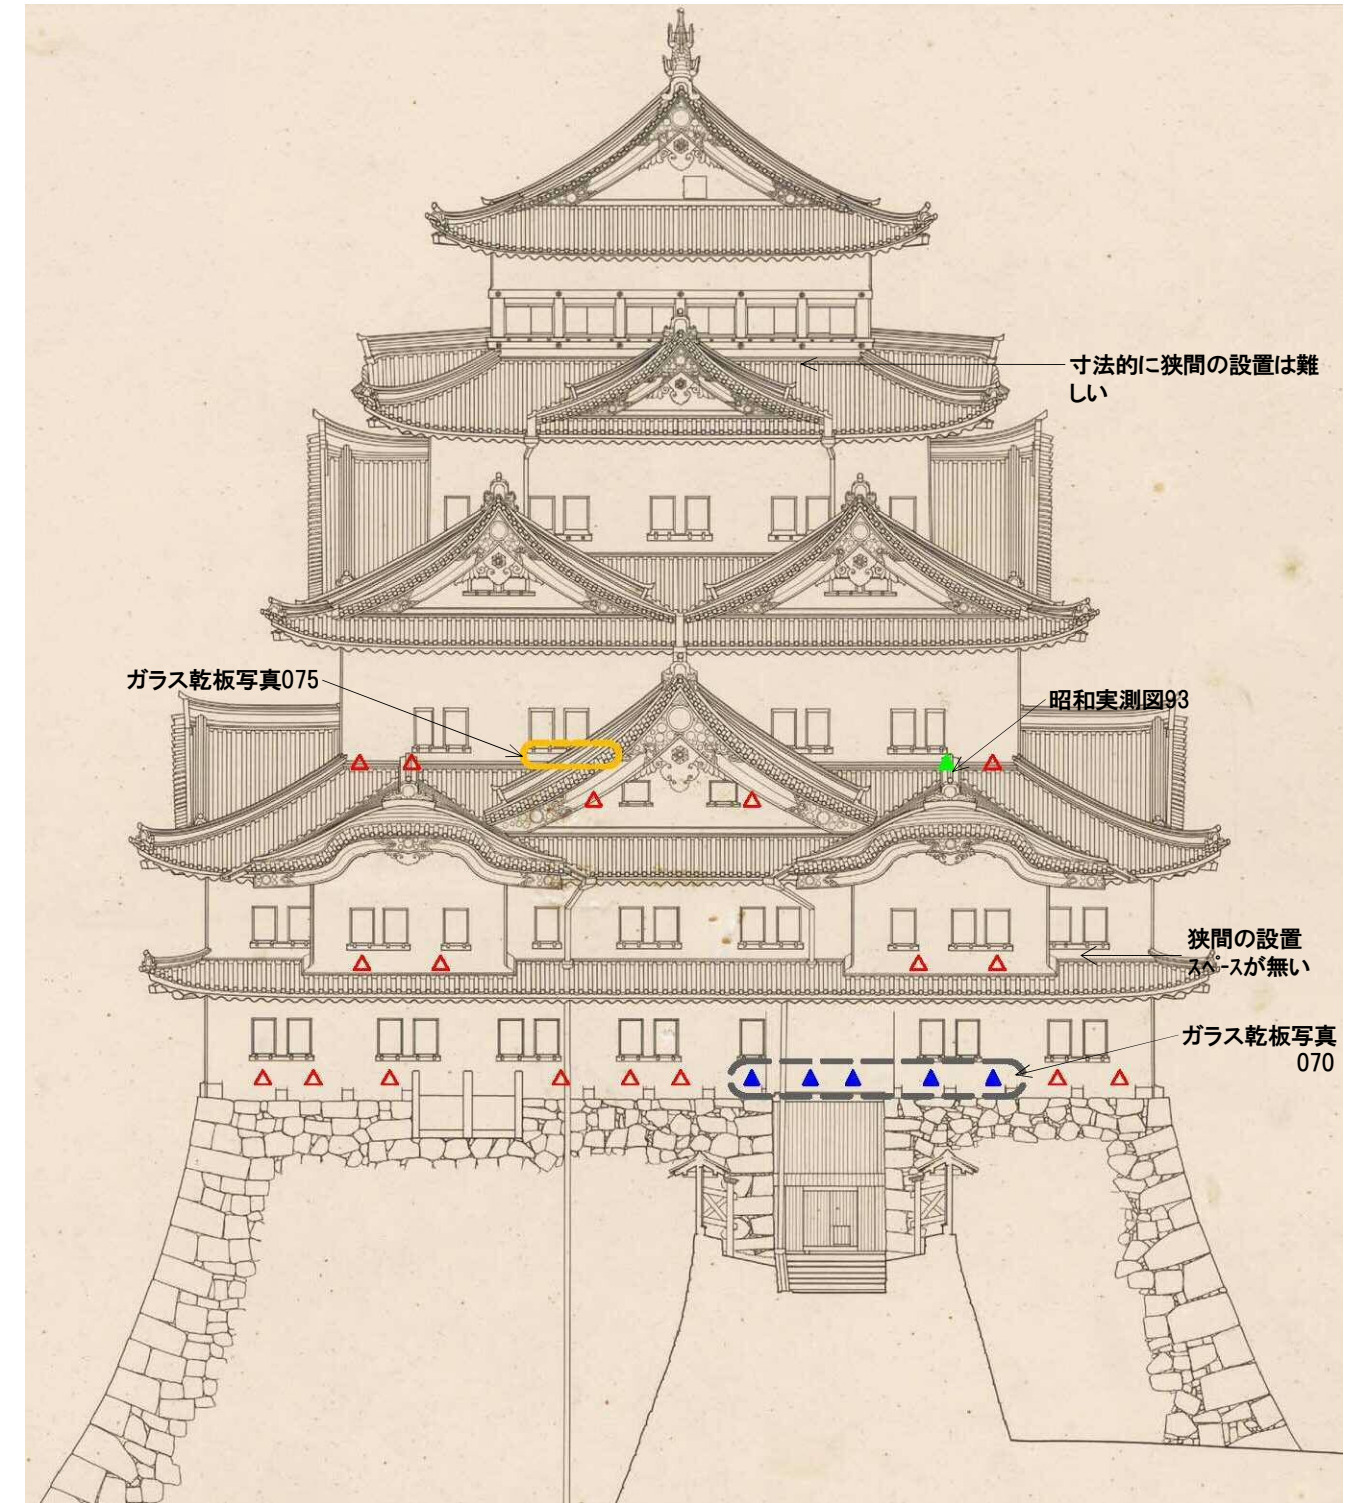 寸法的に狭間の設置は難
しい
ガラス乾板写真075
昭和実測図93
狭間の設置
ｽﾍﾟｰｽが無い
ガラス乾板写真
070